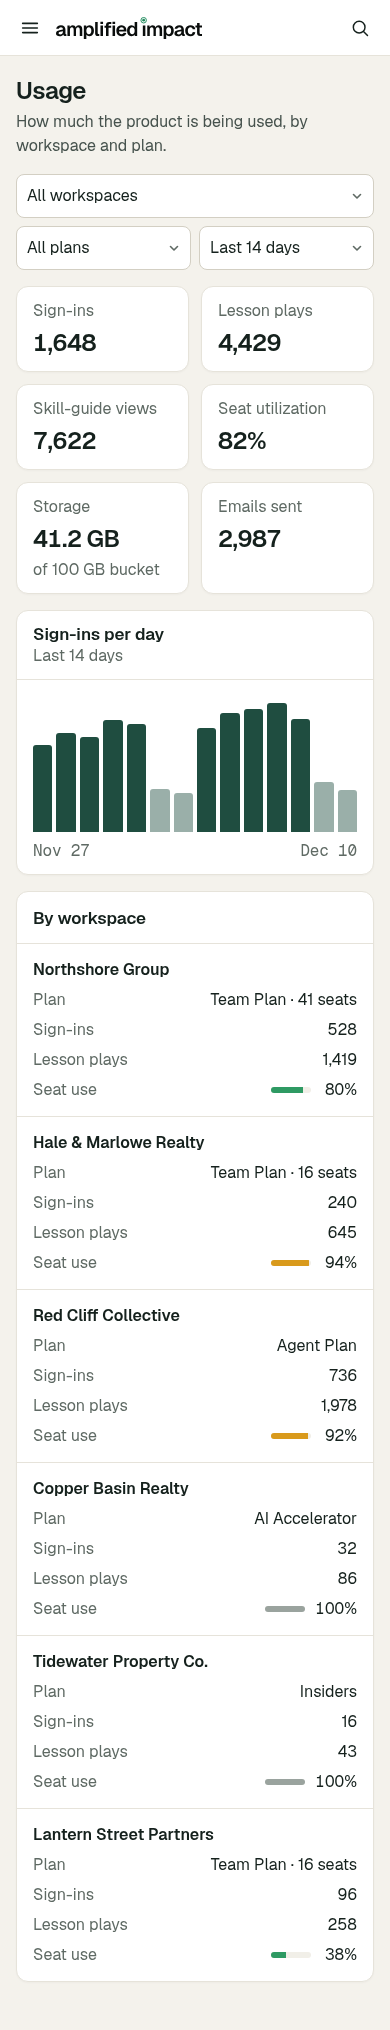 amplified impact
Usage
How much the product is being used, by
workspace and plan.
All workspaces
All plans
Last 14 days
Sign-ins
1,648
Lesson plays
4,429
Skill-guide views
7,622
Seat utilization
82%
Storage
41.2 GB
of 100 GB bucket
Emails sent
2,987
Sign-ins per day
Last 14 days
Nov 27
Dec 10
By workspace
Northshore Group
Plan Team Plan · 41 seats
Sign-ins 528
Lesson plays 1,419
Seat use 80%
Hale & Marlowe Realty
Plan Team Plan · 16 seats
Sign-ins 240
Lesson plays 645
Seat use 94%
Red Cliff Collective
Plan Agent Plan
Sign-ins 736
Lesson plays 1,978
Seat use 92%
Copper Basin Realty
Plan AI Accelerator
Sign-ins 32
Lesson plays 86
Seat use 100%
Tidewater Property Co.
Plan Insiders
Sign-ins 16
Lesson plays 43
Seat use 100%
Lantern Street Partners
Plan Team Plan · 16 seats
Sign-ins 96
Lesson plays 258
Seat use 38%